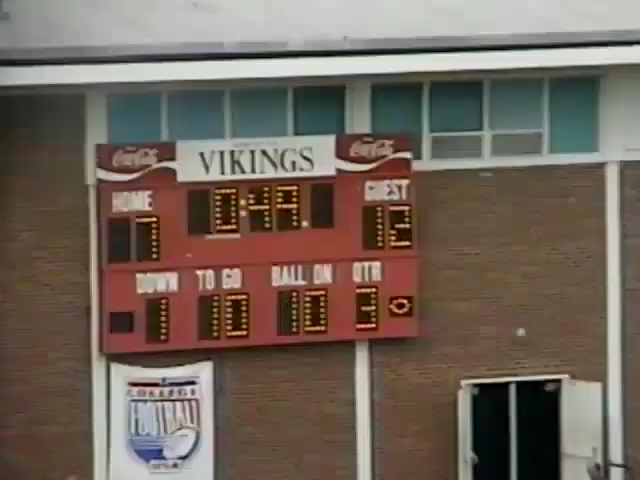 Coca-Cola VIKINGS Coca-Cola
HOME GUEST
7 0:43 12
DOWN TO GO BALL ON QTR
1 10 10 3
COLLEGE
FOOTBALL